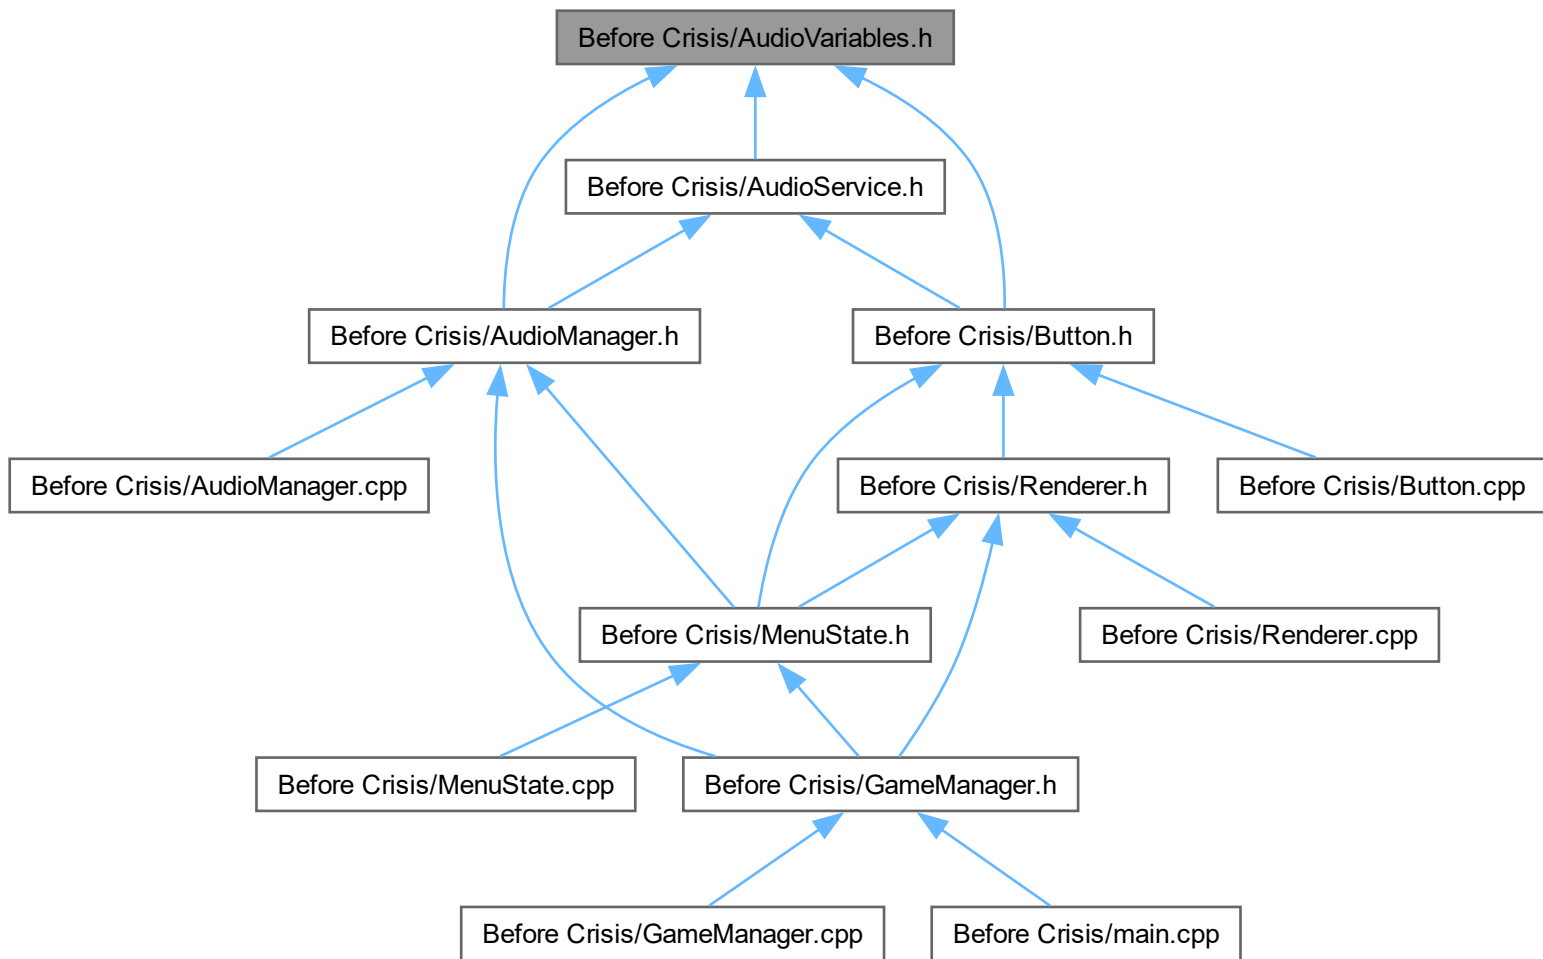 Before Crisis/AudioVariables.h
Before Crisis/AudioService.h
Before Crisis/AudioManager.h
Before Crisis/Button.h
Before Crisis/AudioManager.cpp
Before Crisis/Renderer.h
Before Crisis/Button.cpp
Before Crisis/MenuState.h
Before Crisis/Renderer.cpp
Before Crisis/MenuState.cpp
Before Crisis/GameManager.h
Before Crisis/GameManager.cpp
Before Crisis/main.cpp